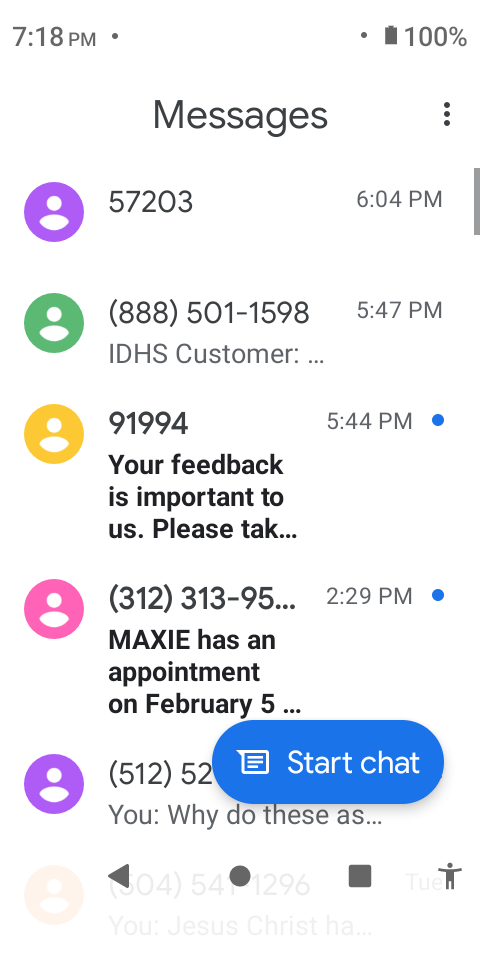 7:18 PM • • 100%
Messages
57203 6:04 PM
(888) 501-1598 5:47 PM
IDHS Customer: ...
91994 5:44 PM
Your feedback
is important to
us. Please tak...
(312) 313-95... 2:29 PM
MAXIE has an
appointment
on February 5 ...
(512) 52
Start chat
You: Why do these as...
(504) 541-1296 Tue
You: Jesus Christ ha...